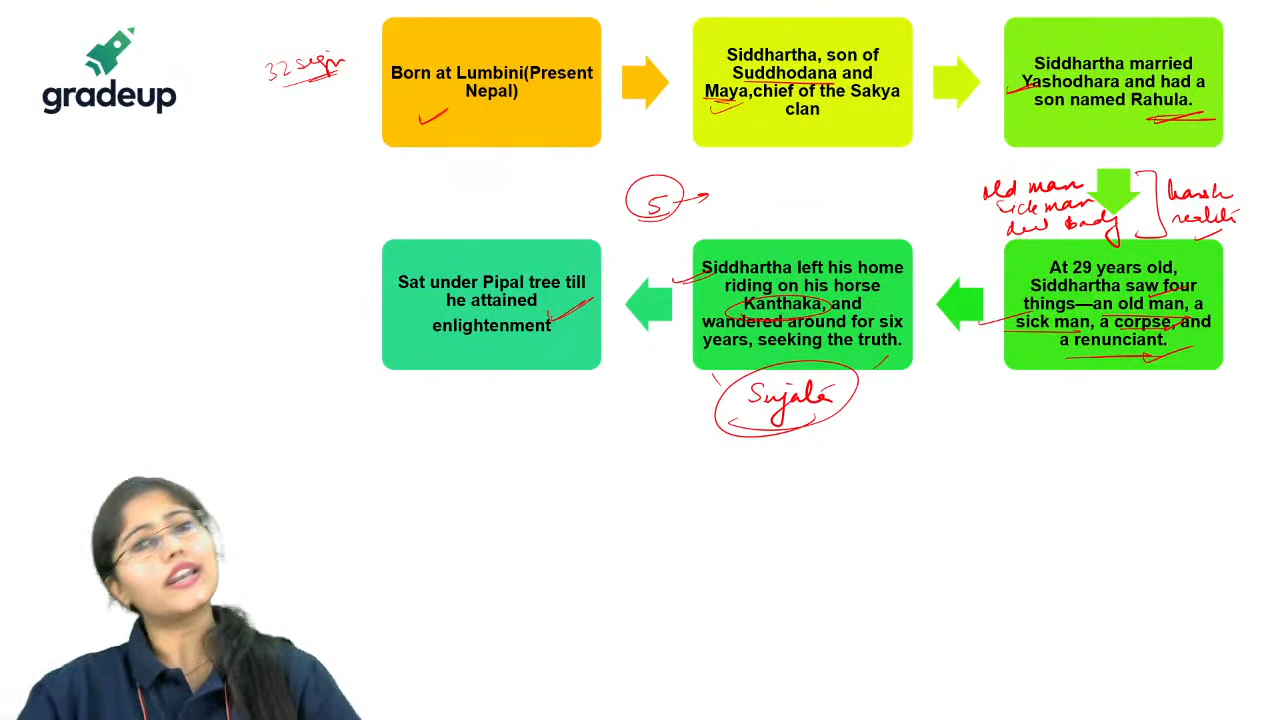 gradeup
32 sign
Born at Lumbini(Present
Nepal)
Siddhartha, son of
Suddhodana and
Maya,chief of the Sakya
clan
Siddhartha married
Yashodhara and had a
son named Rahula.
old man
sick man
harsh
5
At 29 years old,
Siddhartha saw four
things—an old man, a
sick man, a corpse, and
a renunciant.
Siddhartha left his home
riding on his horse
Kanthaka, and
wandered around for six
years, seeking the truth.
Sat under Pipal tree till
he attained
enlightenment
Sujata